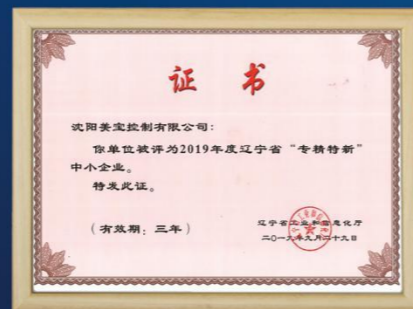 证书
沈阳美宝控制有限公司：
你单位被评为2019年度辽宁省“专精特新”
中小企业。
特发此证。
（有效期：三年）
辽宁省工业和信息化厅
二〇一九年九月二十九日